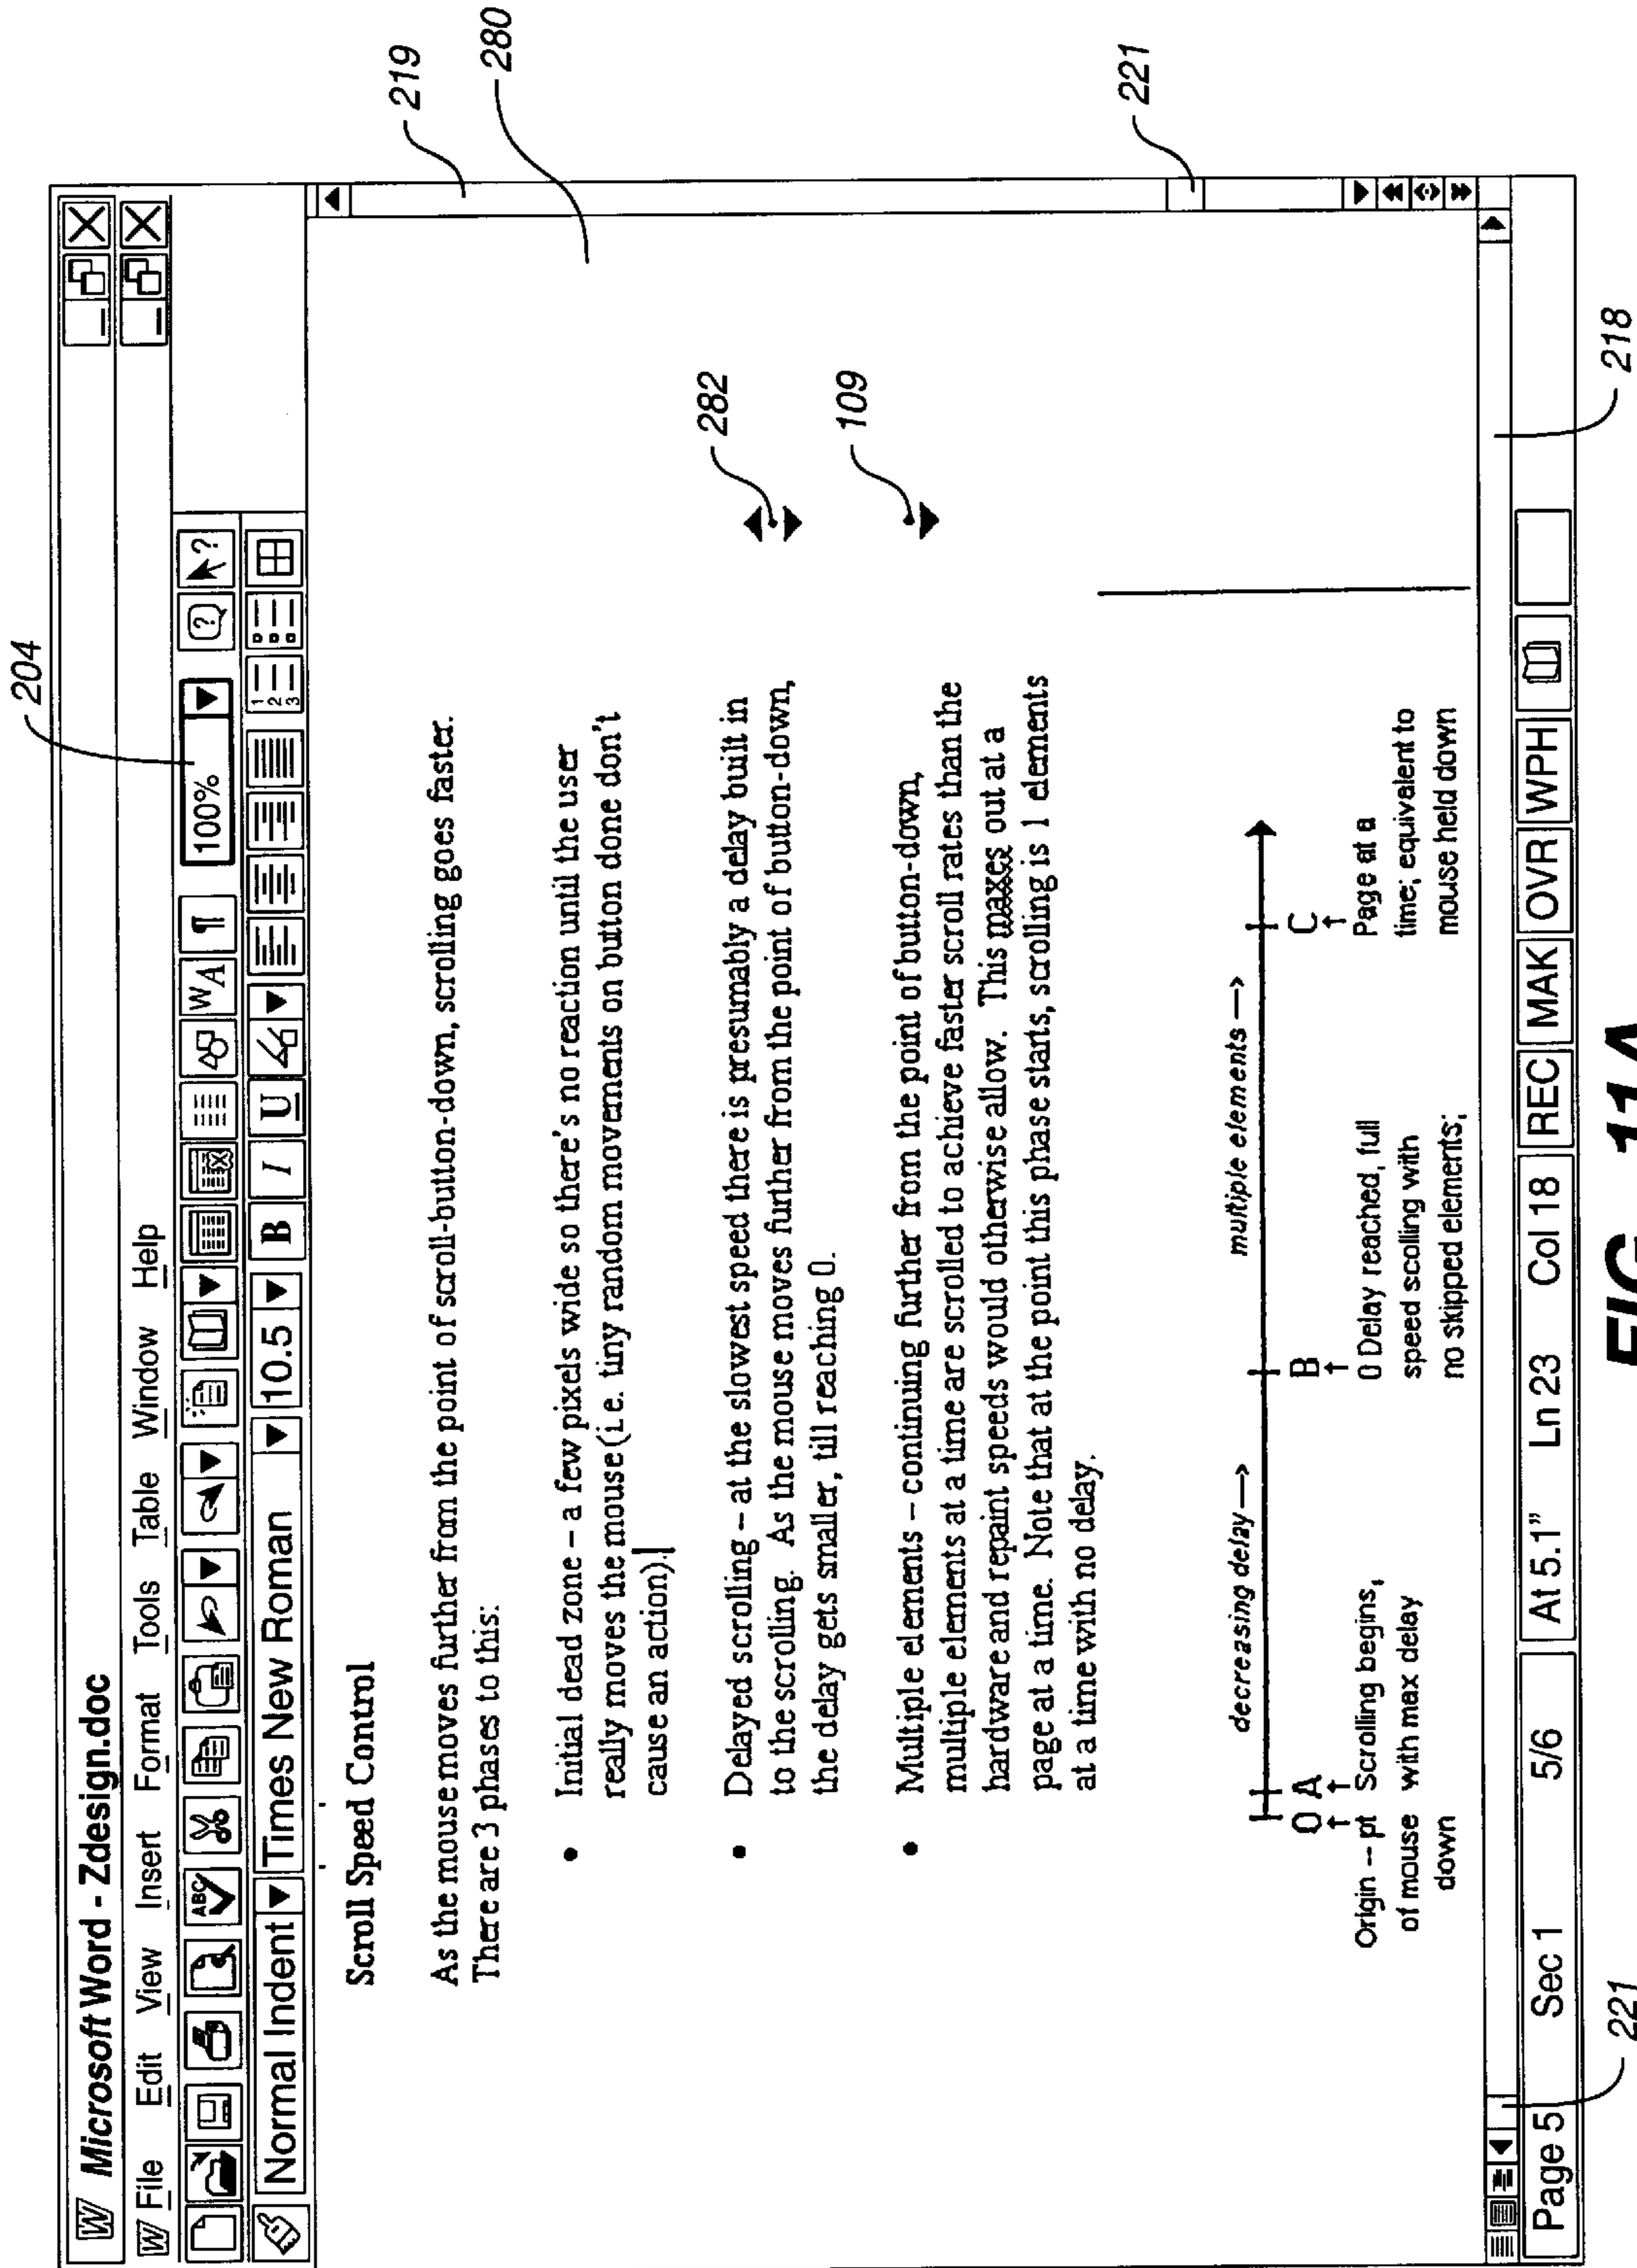 204
Microsoft Word - Zdesign.doc
File Edit View Insert Format Tools Table Window Help
ABC
W A ¶ 100% ? ?
Normal Indent Times New Roman 10.5 B I U 1 2 3
219
280
Scroll Speed Control
As the mouse moves further from the point of scroll-button-down, scrolling goes faster.
There are 3 phases to this:
• Initial dead zone – a few pixels wide so there's no reaction until the user
really moves the mouse(i.e. tiny random movements on button done don't
cause an action).
282
• Delayed scrolling – at the slowest speed there is presumably a delay built in
to the scrolling. As the mouse moves further from the point of button-down,
the delay gets smaller, till reaching 0.
109
• Multiple elements – continuing further from the point of button-down,
multiple elements at a time are scrolled to achieve faster scroll rates than the
hardware and repaint speeds would otherwise allow. This maxes out at a
page at a time. Note that at the point this phase starts, scrolling is 1 elements
at a time with no delay.
221
decreasing delay —> multiple elements —>
O A B C
↑ ↑ ↑ ↑
Origin -- pt Scrolling begins, 0 Delay reached, full Page at a
of mouse with max delay speed scolling with time; equivalent to
down no skipped elements; mouse held down
Page 5 Sec 1 5/6 At 5.1" Ln 23 Col 18 REC MAK OVR WPH
221
218
FIG. 11A